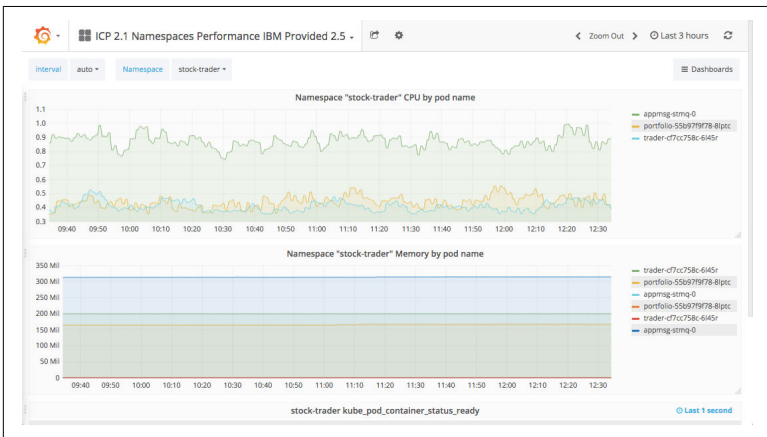 ICP 2.1 Namespaces Performance IBM Provided 2.5
Zoom Out
Last 3 hours
interval
auto
Namespace
stock-trader
Dashboards
Namespace "stock-trader" CPU by pod name
1.1
1.0
0.9
0.8
0.7
0.6
0.5
0.4
0.3
09:40 09:50 10:00 10:10 10:20 10:30 10:40 10:50 11:00 11:10 11:20 11:30 11:40 11:50 12:00 12:10 12:20 12:30
appmsg-stmq-0
portfolio-55b97f9f78-8lptc
trader-cf7cc758c-6l45r
Namespace "stock-trader" Memory by pod name
350 Mil
300 Mil
250 Mil
200 Mil
150 Mil
100 Mil
50 Mil
0
09:40 09:50 10:00 10:10 10:20 10:30 10:40 10:50 11:00 11:10 11:20 11:30 11:40 11:50 12:00 12:10 12:20 12:30
trader-cf7cc758c-6l45r
portfolio-55b97f9f78-8lptc
appmsg-stmq-0
portfolio-55b97f9f78-8lptc
trader-cf7cc758c-6l45r
appmsg-stmq-0
stock-trader kube_pod_container_status_ready
Last 1 second